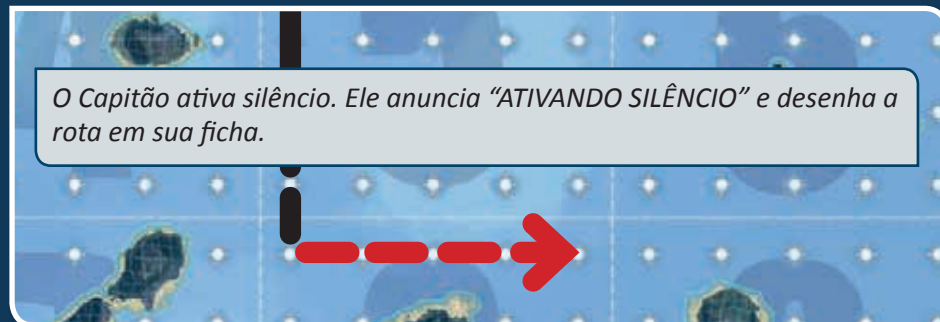 O Capitão ativa silêncio. Ele anuncia “ATIVANDO SILÊNCIO” e desenha a
rota em sua ficha.